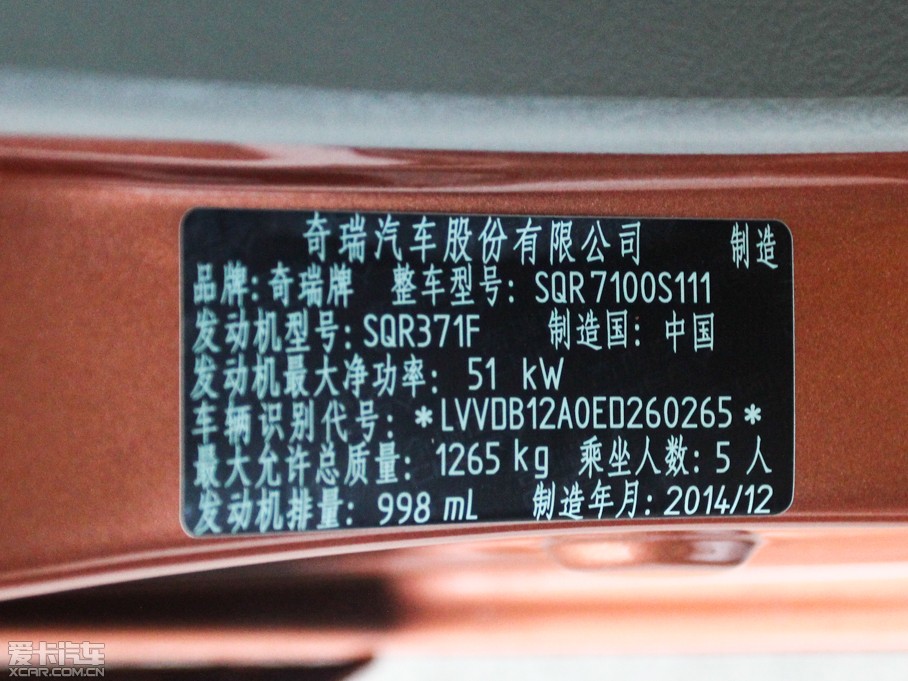 奇瑞汽车股份有限公司 制造
品牌:奇瑞牌 整车型号: SQR7100S111
发动机型号: SQR371F 制造国: 中国
发动机最大净功率: 51 kW
车辆识别代号: *LVVDB12A0ED260265*
最大允许总质量: 1265 kg 乘坐人数: 5 人
发动机排量: 998 mL 制造年月: 2014/12
爱卡汽车
XCAR.COM.CN